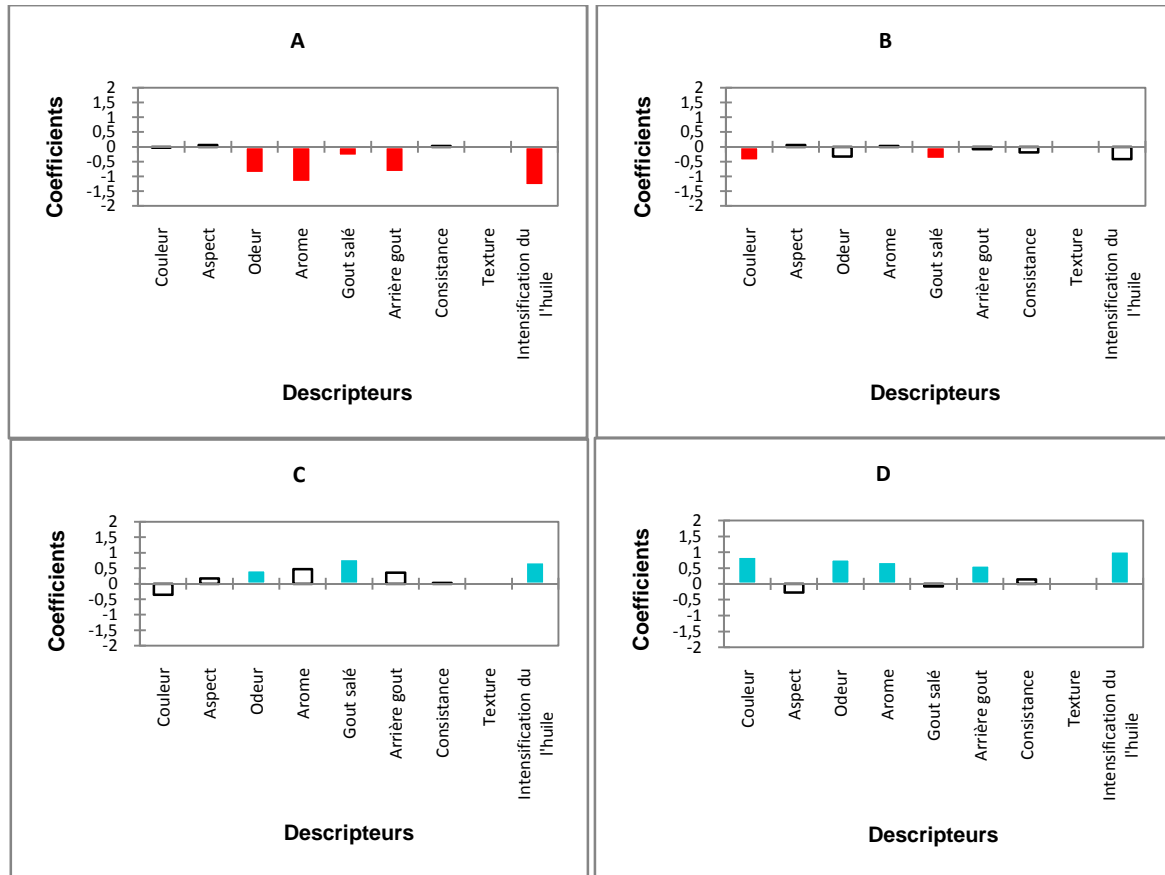 A
Coefficients
2
1,5
1
0,5
0
-0,5
-1
-1,5
-2
Couleur
Aspect
Odeur
Arome
Gout salé
Arrière gout
Consistance
Texture
Intensification du
l'huile
Descripteurs
B
Coefficients
2
1,5
1
0,5
0
-0,5
-1
-1,5
-2
Couleur
Aspect
Odeur
Arome
Gout salé
Arrière gout
Consistance
Texture
Intensification du
l'huile
Descripteurs
C
Coefficients
2
1,5
1
0,5
0
-0,5
-1
-1,5
-2
Couleur
Aspect
Odeur
Arome
Gout salé
Arrière gout
Consistance
Texture
Intensification du
l'huile
Descripteurs
D
Coefficients
2
1,5
1
0,5
0
-0,5
-1
-1,5
-2
Couleur
Aspect
Odeur
Arome
Gout salé
Arrière gout
Consistance
Texture
Intensification du
l'huile
Descripteurs